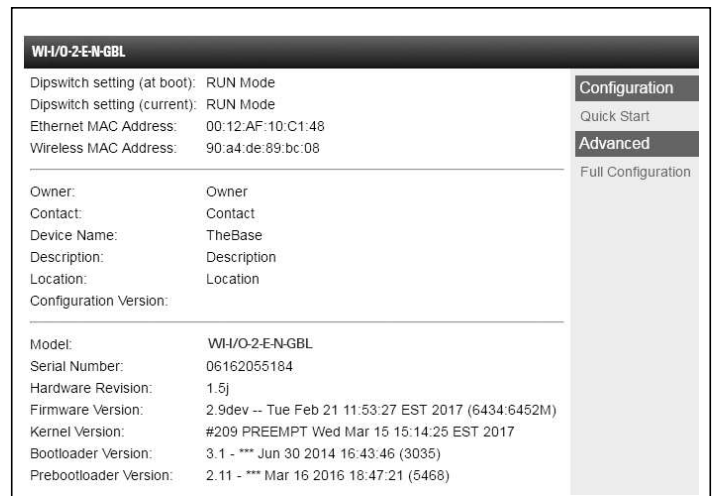 WI-I/O-2-E-N-GBL
Dipswitch setting (at boot): RUN Mode
Dipswitch setting (current): RUN Mode
Ethernet MAC Address: 00:12:AF:10:C1:48
Wireless MAC Address: 90:a4:de:89:bc:08
Owner: Owner
Contact: Contact
Device Name: TheBase
Description: Description
Location: Location
Configuration Version:
Model: WI-I/O-2-E-N-GBL
Serial Number: 06162055184
Hardware Revision: 1.5j
Firmware Version: 2.9dev -- Tue Feb 21 11:53:27 EST 2017 (6434:6452M)
Kernel Version: #209 PREEMPT Wed Mar 15 15:14:25 EST 2017
Bootloader Version: 3.1 - *** Jun 30 2014 16:43:46 (3035)
Prebootloader Version: 2.11 - *** Mar 16 2016 18:47:21 (5468)
Configuration
Quick Start
Advanced
Full Configuration